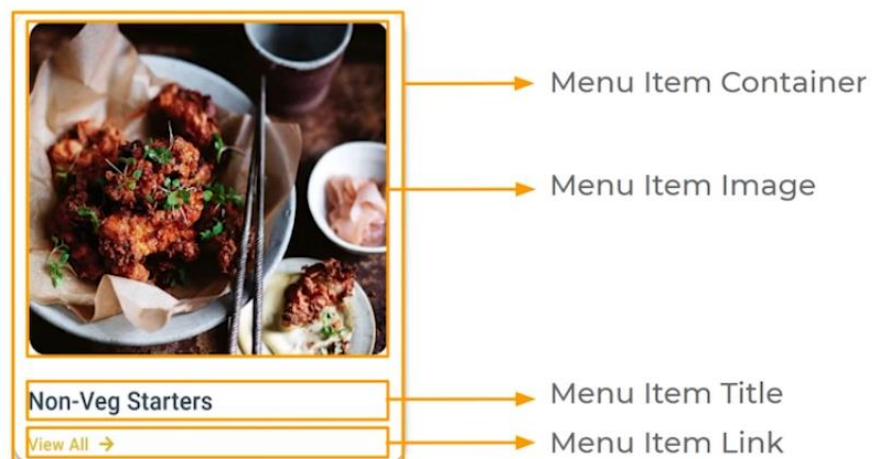 Menu Item Container
Menu Item Image
Non-Veg Starters
Menu Item Title
View All →
Menu Item Link